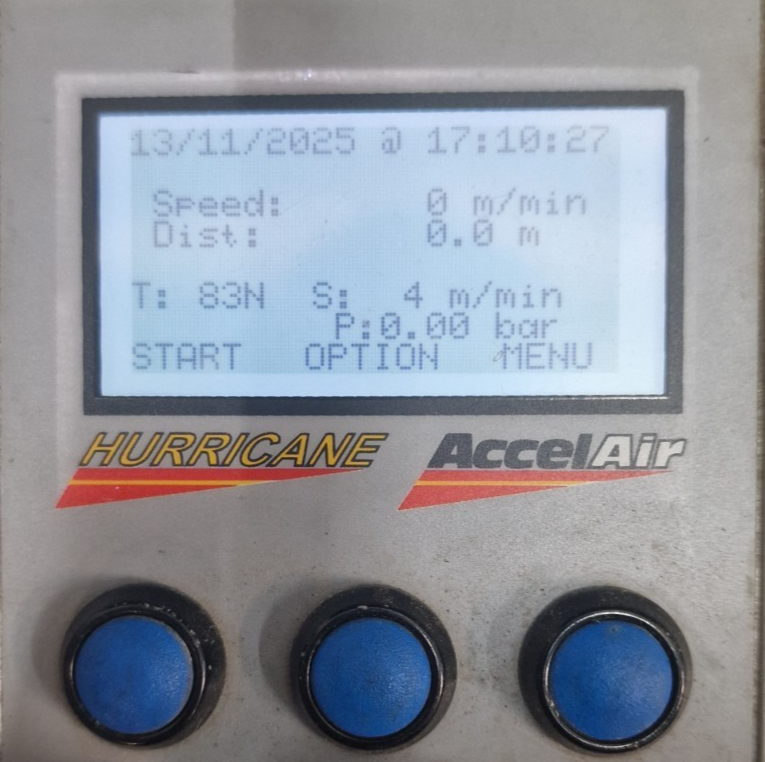 13/11/2025 @ 17:10:27
Speed: 0 m/min
Dist: 0.0 m
T: 83N S: 4 m/min
P:0.00 bar
START OPTION MENU
HURRICANE AccelAir